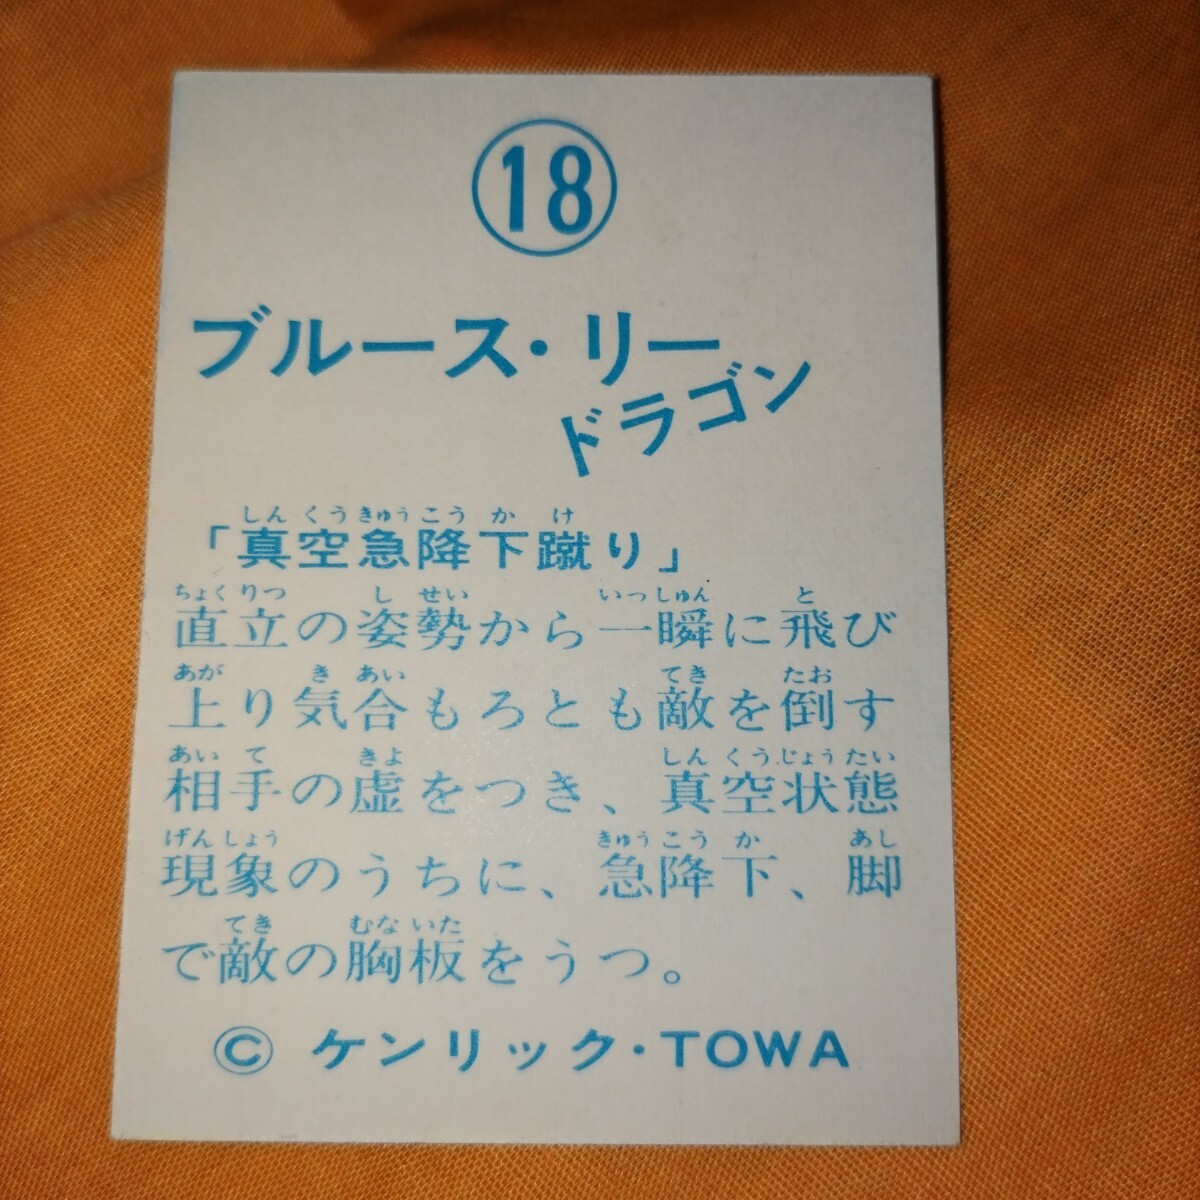 18
ブルース・リー
ドラゴン
しんくうきゅうこうかけ
「真空急降下蹴り」
ちょくりつ しせい いっしゅん と
直立の姿勢から一瞬に飛び
あが きあい てき たお
上り気合もろとも敵を倒す
あいて きよ しんくうじょうたい
相手の虚をつき、真空状態
げんしょう きゅうこうか あし
現象のうちに、急降下、脚
てき むないた
で敵の胸板をうつ。
© ケンリック・TOWA